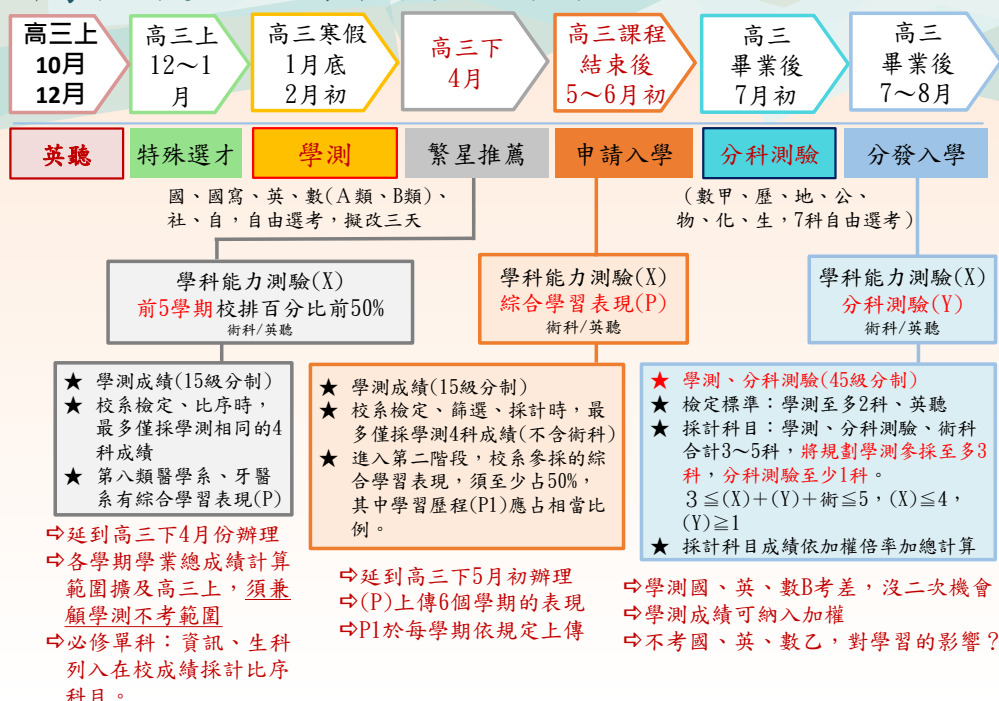 高三上
10月
12月
高三上
12～1
月
高三寒假
1月底
2月初
高三下
4月
高三課程
結束後
5～6月初
高三
畢業後
7月初
高三
畢業後
7～8月
英聽
特殊選才
學測
繁星推薦
申請入學
分科測驗
分發入學
國、國寫、英、數(A類、B類)、
社、自，自由選考，擬改三天
(數甲、歷、地、公、
物、化、生，7科自由選考)
學科能力測驗(X)
前5學期校排百分比前50%
術科/英聽
學科能力測驗(X)
綜合學習表現(P)
術科/英聽
學科能力測驗(X)
分科測驗(Y)
術科/英聽
★ 學測成績(15級分制)
★ 校系檢定、比序時，
最多僅採學測相同的4
科成績
★ 第八類醫學系、牙醫
系有綜合學習表現(P)
★ 學測成績(15級分制)
★ 校系檢定、篩選、採計時，最
多僅採學測4科成績(不含術科)
★ 進入第二階段，校系參採的綜
合學習表現，須至少占50%，
其中學習歷程(P1)應占相當比
例。
★ 學測、分科測驗(45級分制)
★ 檢定標準：學測至多2科、英聽
★ 採計科目：學測、分科測驗、術科
合計3～5科，將規劃學測參採至多3
科，分科測驗至少1科。
３≦(X)+(Y)+術≦5，(X)≦4，
(Y)≧1
★ 採計科目成績依加權倍率加總計算
⇨延到高三下4月份辦理
⇨各學期學業總成績計算
範圍擴及高三上，須兼
顧學測不考範圍
⇨必修單科：資訊、生科
列入在校成績採計比序
科目。
⇨延到高三下5月初辦理
⇨(P)上傳6個學期的表現
⇨P1於每學期依規定上傳
⇨學測國、英、數B考差，沒二次機會
⇨學測成績可納入加權
⇨不考國、英、數乙，對學習的影響？